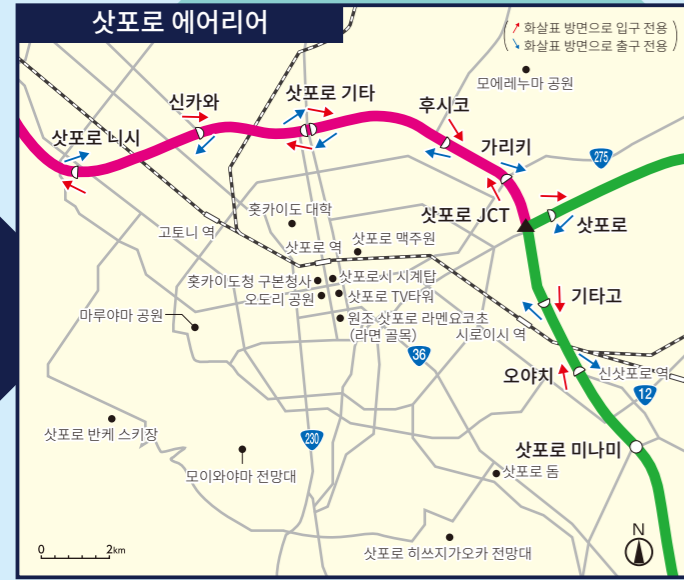 삿포로 에어리어
화살표 방면으로 입구 전용
화살표 방면으로 출구 전용
모에레누마 공원
삿포로 기타
신카와
후시코
삿포로 니시
가리키
275
홋카이도 대학
삿포로 JCT
삿포로
고토니 역
삿포로 역
삿포로 맥주원
홋카이도청 구본청사
삿포로시 시계탑
오도리 공원
삿포로 TV타워
기타고
마루야마 공원
원조 삿포로 라멘요코초
(라면 골목)
시로이시 역
36
오야치
신삿포로 역
12
삿포로 반케 스키장
230
삿포로 미나미
모이와야마 전망대
삿포로 돔
삿포로 히쓰지가오카 전망대
0 2km
N